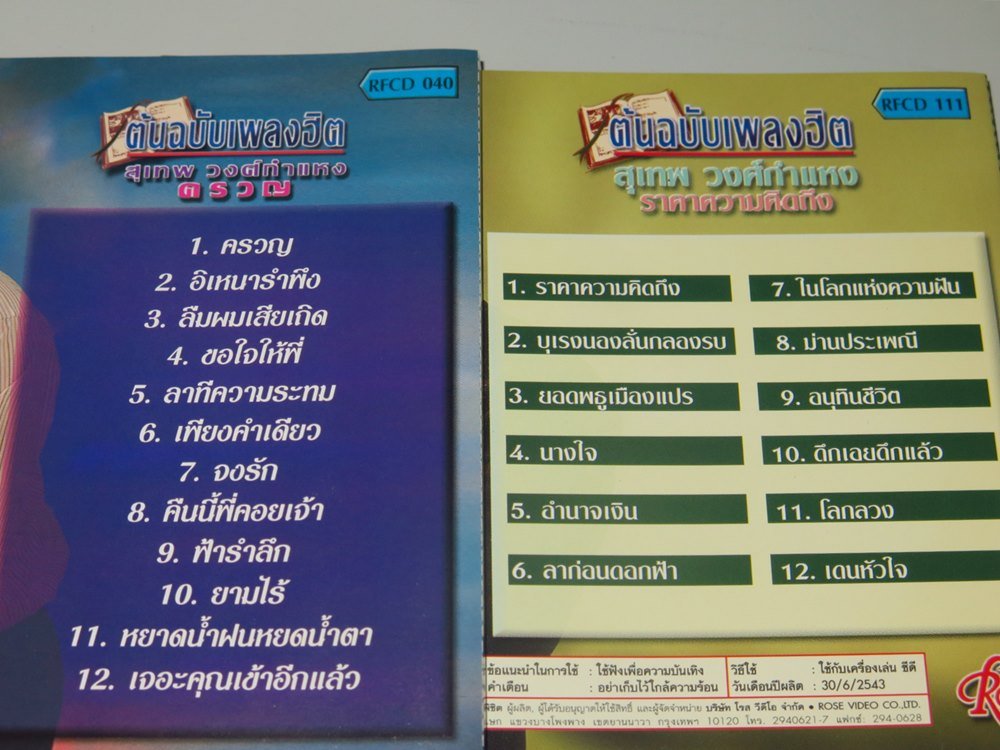 RFCD 040
ต้นฉบับเพลงฮิต
สุเทพ วงศ์กำแหง
ครวญ
1. ครวญ
2. อิเหนารำพึง
3. ลืมผมเสียเถิด
4. ขอใจให้พี่
5. ลาทีความระทม
6. เพียงคำเดียว
7. จงรัก
8. คืนนี้พี่คอยเจ้า
9. ฟ้ารำลึก
10. ยามไร้
11. หยาดน้ำฝนหยดน้ำตา
12. เจอะคุณเข้าอีกแล้ว
RFCD 111
ต้นฉบับเพลงฮิต
สุเทพ วงศ์กำแหง
ราคาความคิดถึง
1. ราคาความคิดถึง
2. บุเรงนองลั่นกลองรบ
3. ยอดพธูเมืองแปร
4. นางใจ
5. อำนาจเงิน
6. ลาก่อนดอกฟ้า
7. ในโลกแห่งความฝัน
8. ม่านประเพณี
9. อนุทินชีวิต
10. ดึกเอยดึกแล้ว
11. โลกลวง
12. เดนหัวใจ
ข้อแนะนำในการใช้ : ใช้ฟังเพื่อความบันเทิง
คำเตือน : อย่าเก็บไว้ใกล้ความร้อน
วิธีใช้ : ใช้กับเครื่องเล่น ซีดี
วันเดือนปีผลิต : 30/6/2543
ผู้ผลิต, ผู้ได้รับอนุญาตให้ใช้สิทธิ์ และผู้จัดจำหน่าย บริษัท โรส วีดีโอ จำกัด • ROSE VIDEO CO.,LTD.
แขวงบางโพงพาง เขตยานนาวา กรุงเทพฯ 10120 โทร. 2940621-7 แฟกซ์: 294-0628